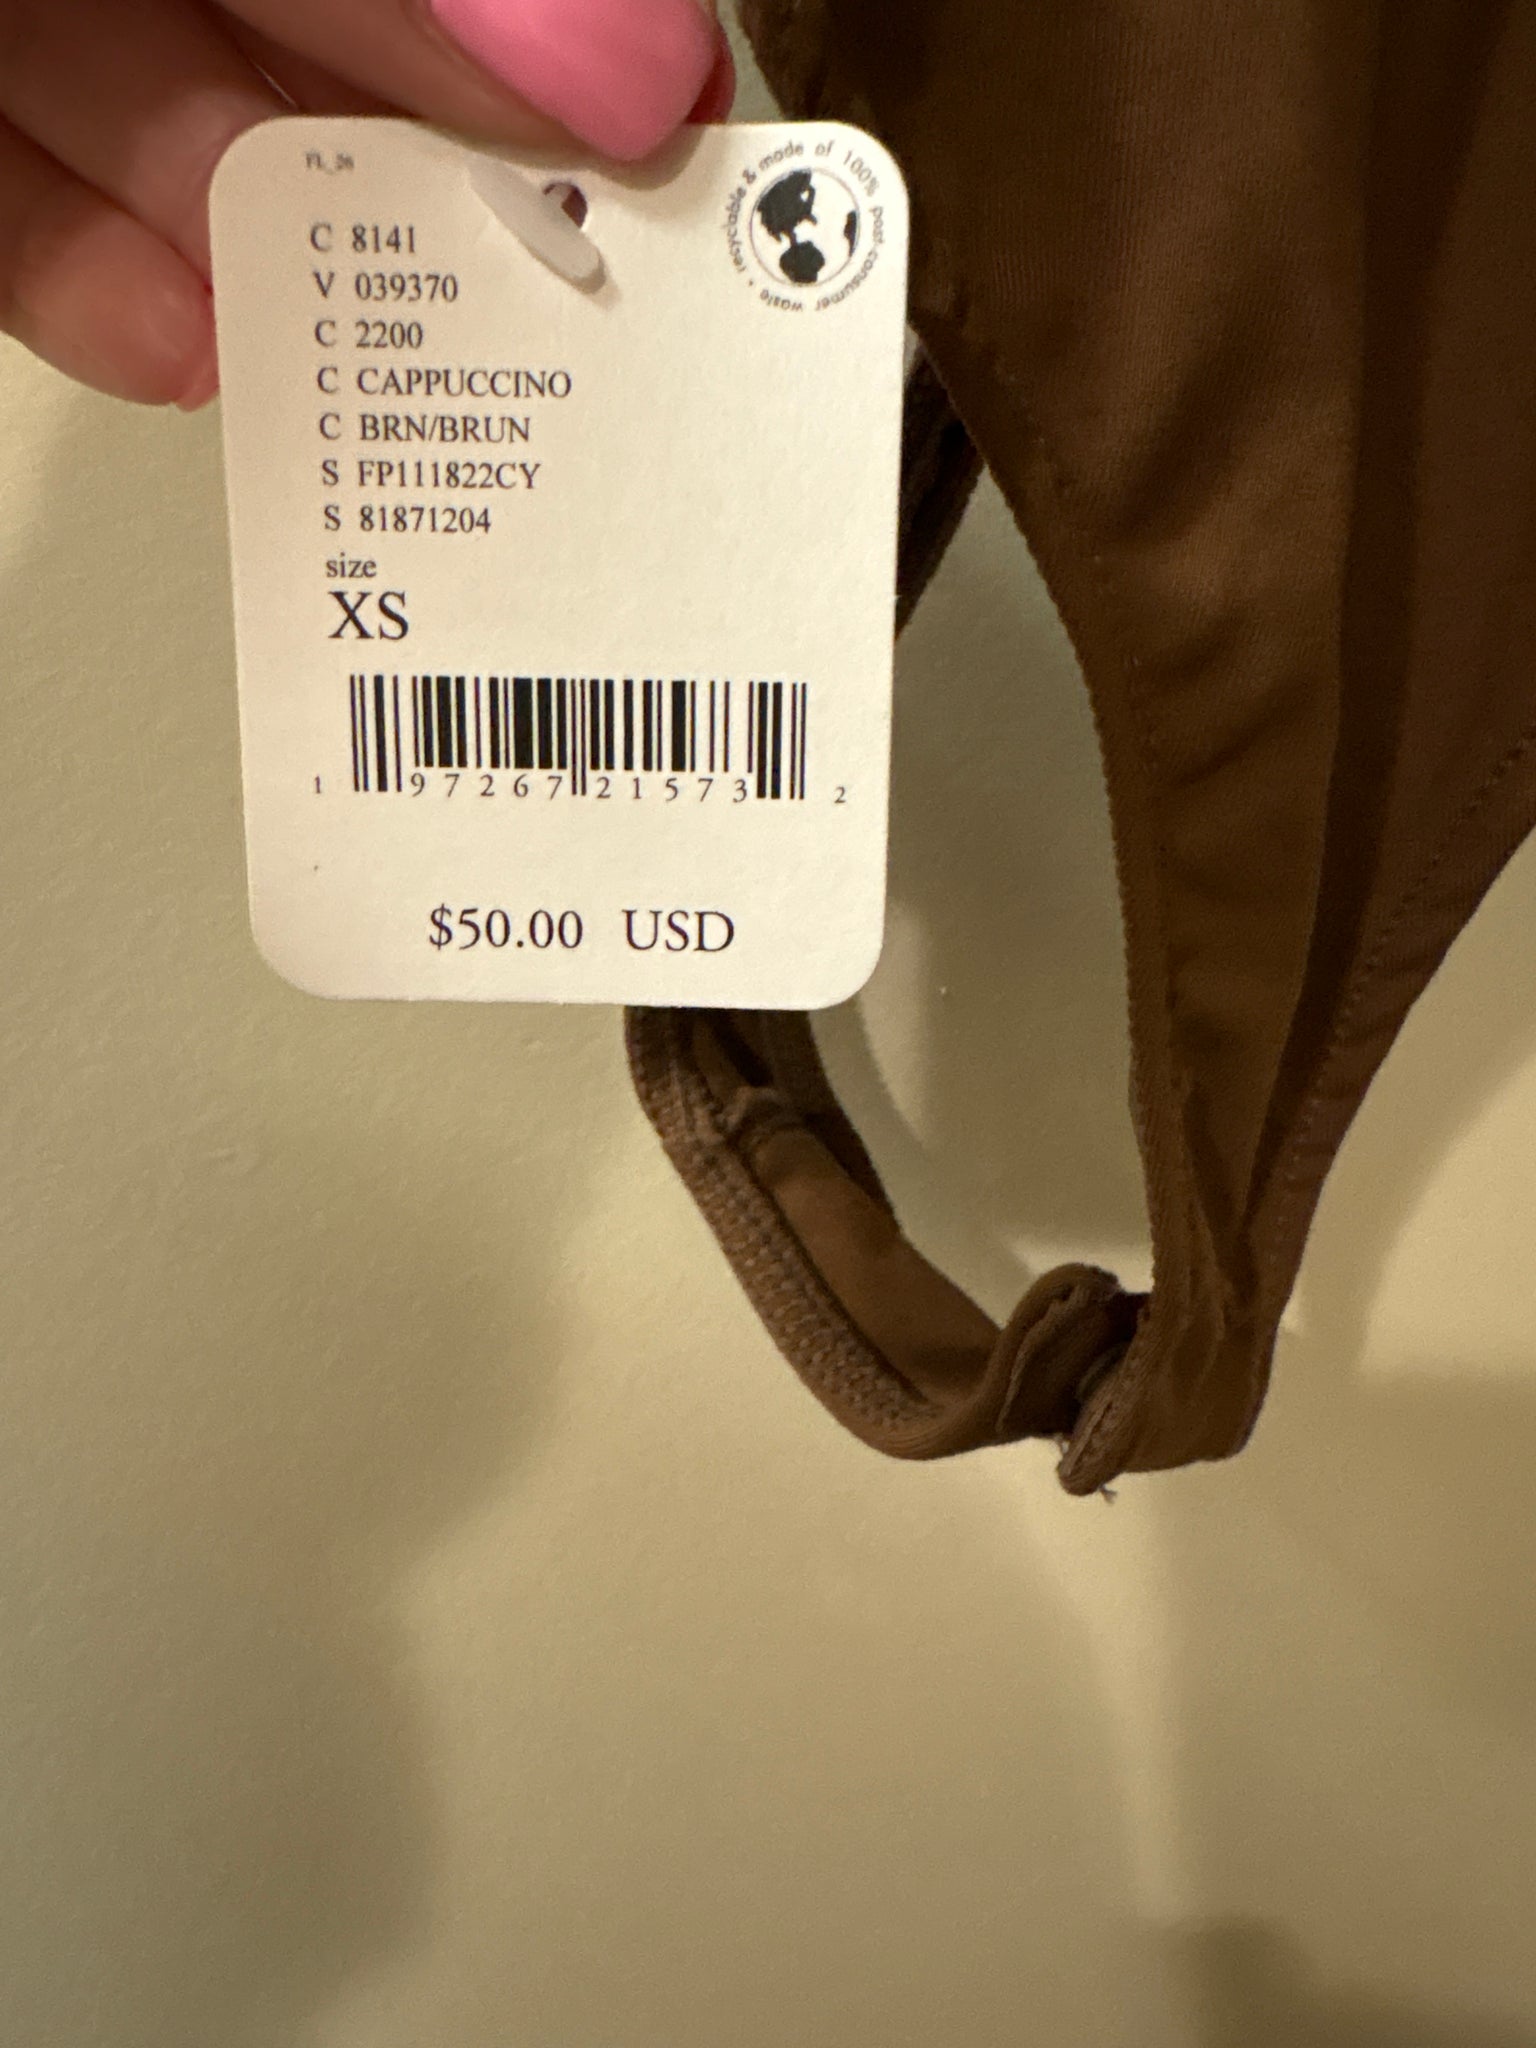 FL_26
recyclable & made of 100% post-consumer waste •
C 8141
V 039370
C 2200
C CAPPUCCINO
C BRN/BRUN
S FP111822CY
S 81871204
size
XS
1 97267 21573 2
$50.00 USD